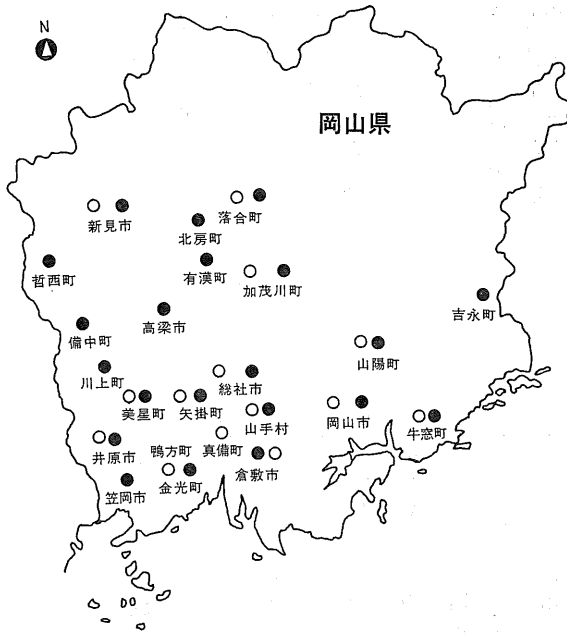 N
岡山県
新見市
落合町
北房町
哲西町
有漢町
加茂川町
吉永町
高梁市
備中町
山陽町
川上町
総社市
美星町
矢掛町
山手村
岡山市
牛窓町
井原市
鴨方町
真備町
倉敷市
笠岡市
金光町